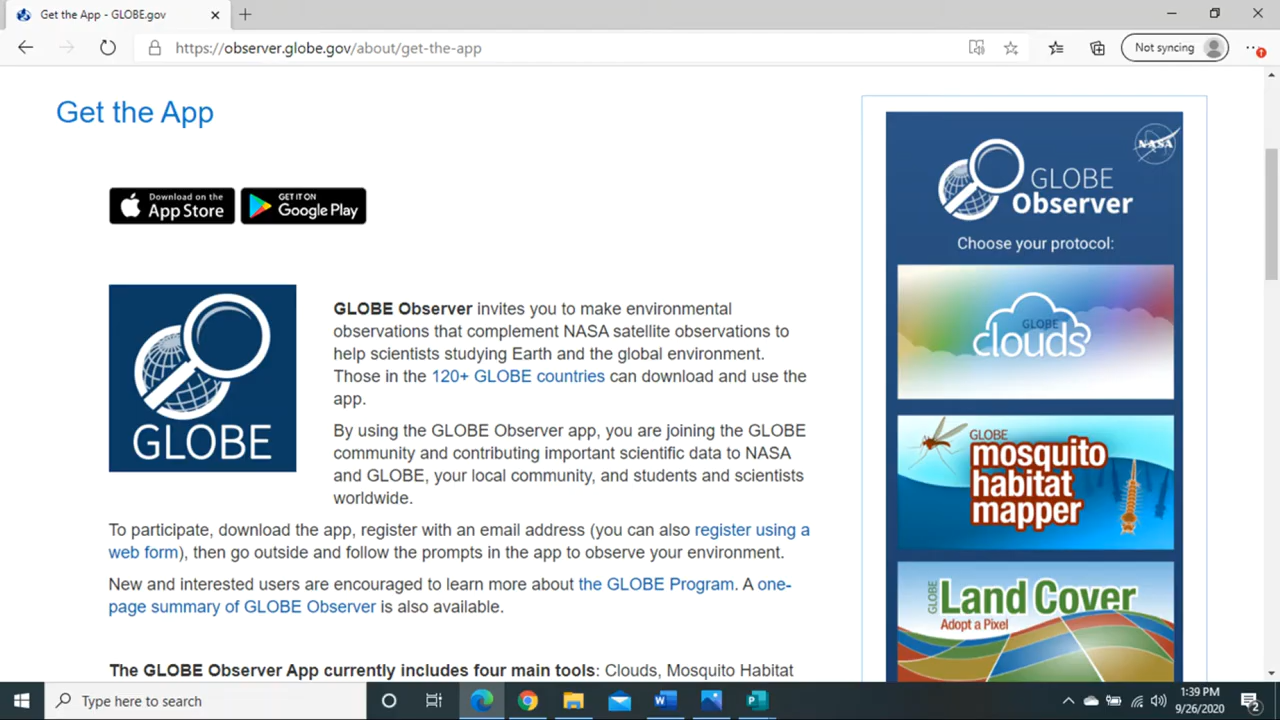 Get the App - GLOBE.gov
https://observer.globe.gov/about/get-the-app
Not syncing
Get the App
Download on the
App Store
GET IT ON
Google Play
GLOBE
GLOBE Observer invites you to make environmental
observations that complement NASA satellite observations to
help scientists studying Earth and the global environment.
Those in the 120+ GLOBE countries can download and use the
app.
By using the GLOBE Observer app, you are joining the GLOBE
community and contributing important scientific data to NASA
and GLOBE, your local community, and students and scientists
worldwide.
To participate, download the app, register with an email address (you can also register using a
web form), then go outside and follow the prompts in the app to observe your environment.
New and interested users are encouraged to learn more about the GLOBE Program. A one-
page summary of GLOBE Observer is also available.
The GLOBE Observer App currently includes four main tools: Clouds, Mosquito Habitat
NASA
GLOBE
Observer
Choose your protocol:
GLOBE
clouds
GLOBE
mosquito
habitat
mapper
GLOBE
Land Cover
Adopt a Pixel
Type here to search
1:39 PM
9/26/2020
2